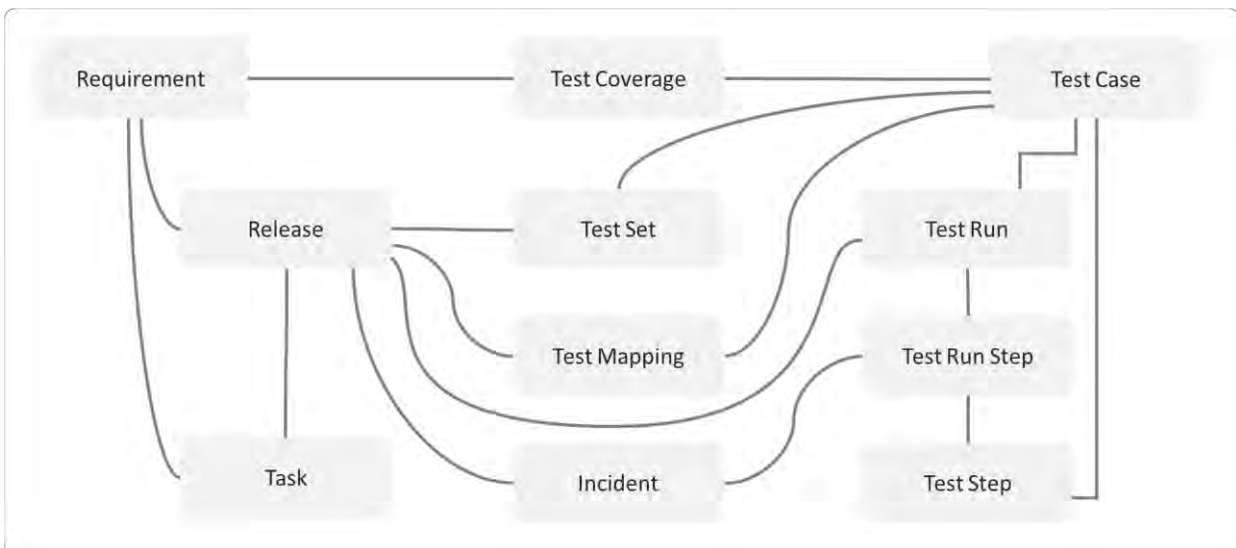 Requirement
Test Coverage
Test Case
Release
Test Set
Test Run
Test Mapping
Test Run Step
Task
Incident
Test Step